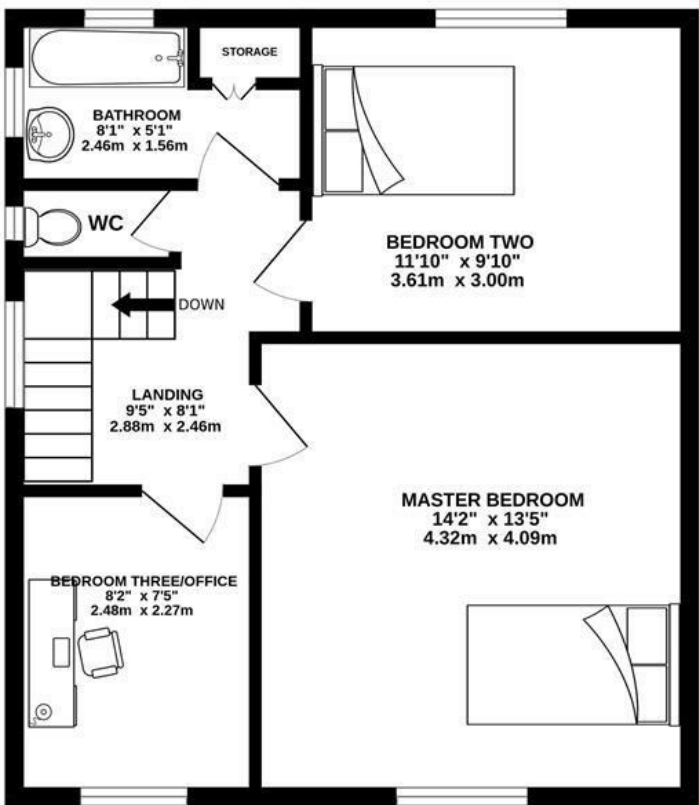 STORAGE
BATHROOM
8'1" x 5'1"
2.46m x 1.56m
WC
BEDROOM TWO
11'10" x 9'10"
3.61m x 3.00m
DOWN
LANDING
9'5" x 8'1"
2.88m x 2.46m
MASTER BEDROOM
14'2" x 13'5"
4.32m x 4.09m
BEDROOM THREE/OFFICE
8'2" x 7'5"
2.48m x 2.27m